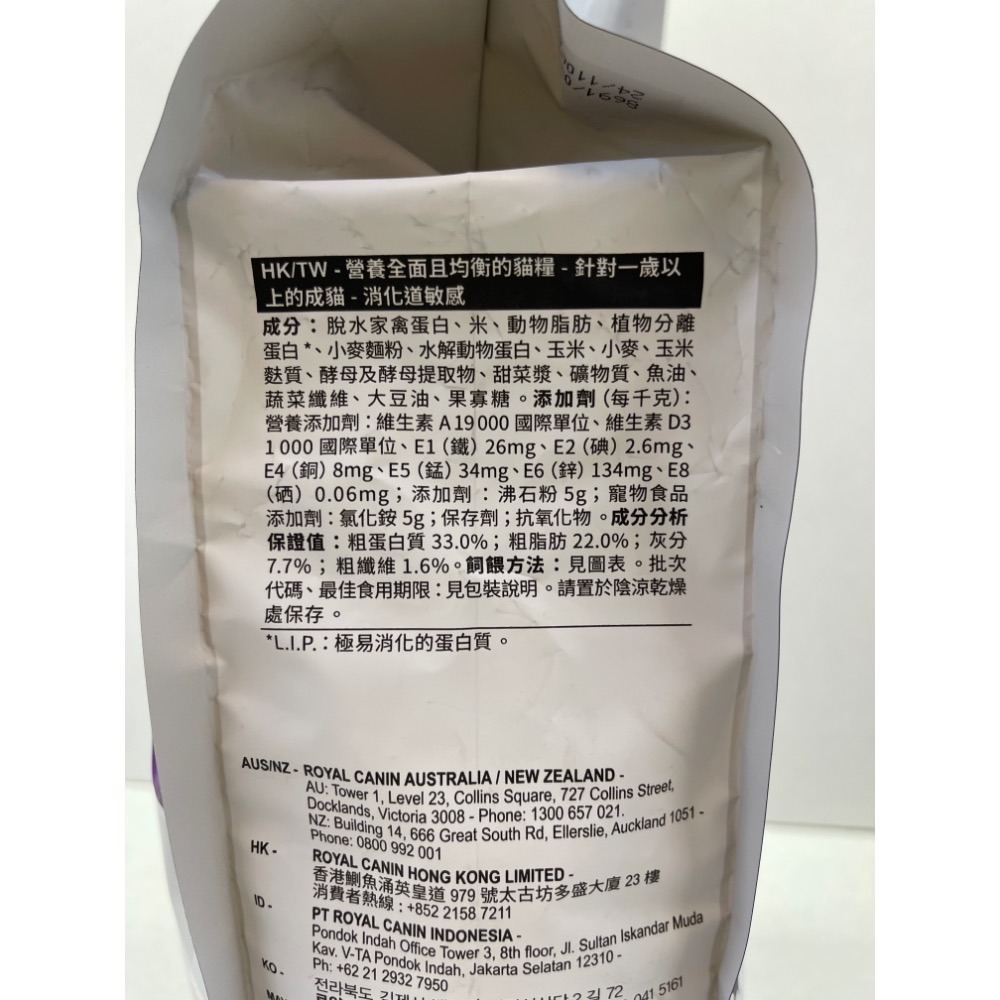 8691/
24/11
HK/TW - 營養全面且均衡的貓糧 - 針對一歲以
上的成貓 - 消化道敏感
成分：脫水家禽蛋白、米、動物脂肪、植物分離
蛋白 *、小麥麵粉、水解動物蛋白、玉米、小麥、玉米
麩質、酵母及酵母提取物、甜菜漿、礦物質、魚油、
蔬菜纖維、大豆油、果寡糖。添加劑 (每千克)：
營養添加劑：維生素 A 19000 國際單位、維生素 D3
1000 國際單位、E1 (鐵) 26mg、E2 (碘) 2.6mg、
E4 (銅) 8mg、E5 (錳) 34mg、E6 (鋅) 134mg、E8
(硒) 0.06mg；添加劑：沸石粉 5g；寵物食品
添加劑：氯化銨 5g；保存劑；抗氧化物。成分分析
保證值：粗蛋白質 33.0%；粗脂肪 22.0%；灰分
7.7%；粗纖維 1.6%。飼餵方法：見圖表。批次
代碼、最佳食用期限：見包裝說明。請置於陰涼乾燥
處保存。
*L.I.P.：極易消化的蛋白質。
AUS/NZ - ROYAL CANIN AUSTRALIA / NEW ZEALAND -
AU: Tower 1, Level 23, Collins Square, 727 Collins Street,
Docklands, Victoria 3008 - Phone: 1300 657 021.
NZ: Building 14, 666 Great South Rd, Ellerslie, Auckland 1051 -
Phone: 0800 992 001
HK - ROYAL CANIN HONG KONG LIMITED -
香港鰂魚涌英皇道 979 號太古坊多盛大廈 23 樓
消費者熱線：+852 2158 7211
ID - PT ROYAL CANIN INDONESIA -
Pondok Indah Office Tower 3, 8th floor, Jl. Sultan Iskandar Muda
Kav. V-TA Pondok Indah, Jakarta Selatan 12310 -
Ph: +62 21 2932 7950
KO - 전라북도 2길 72
041 5161